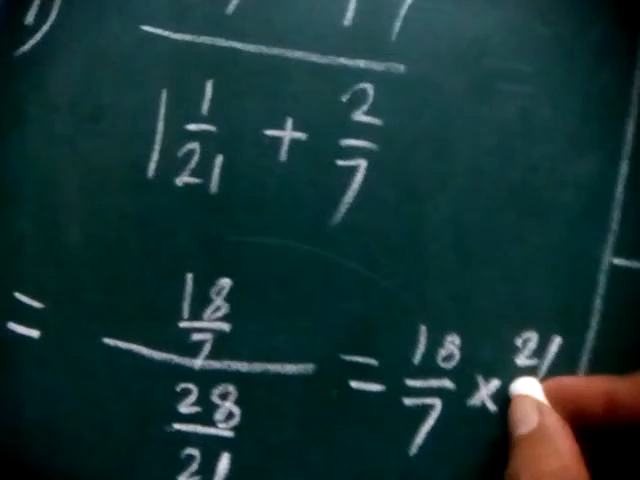 1 1/21 + 2/7
= 18/7 / 28/21 = 18/7 × 21